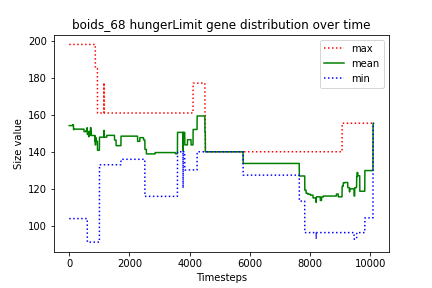 boids_68 hungerLimit gene distribution over time
max
mean
min
Size value
200
180
160
140
120
100
0
2000
4000
6000
8000
10000
Timesteps